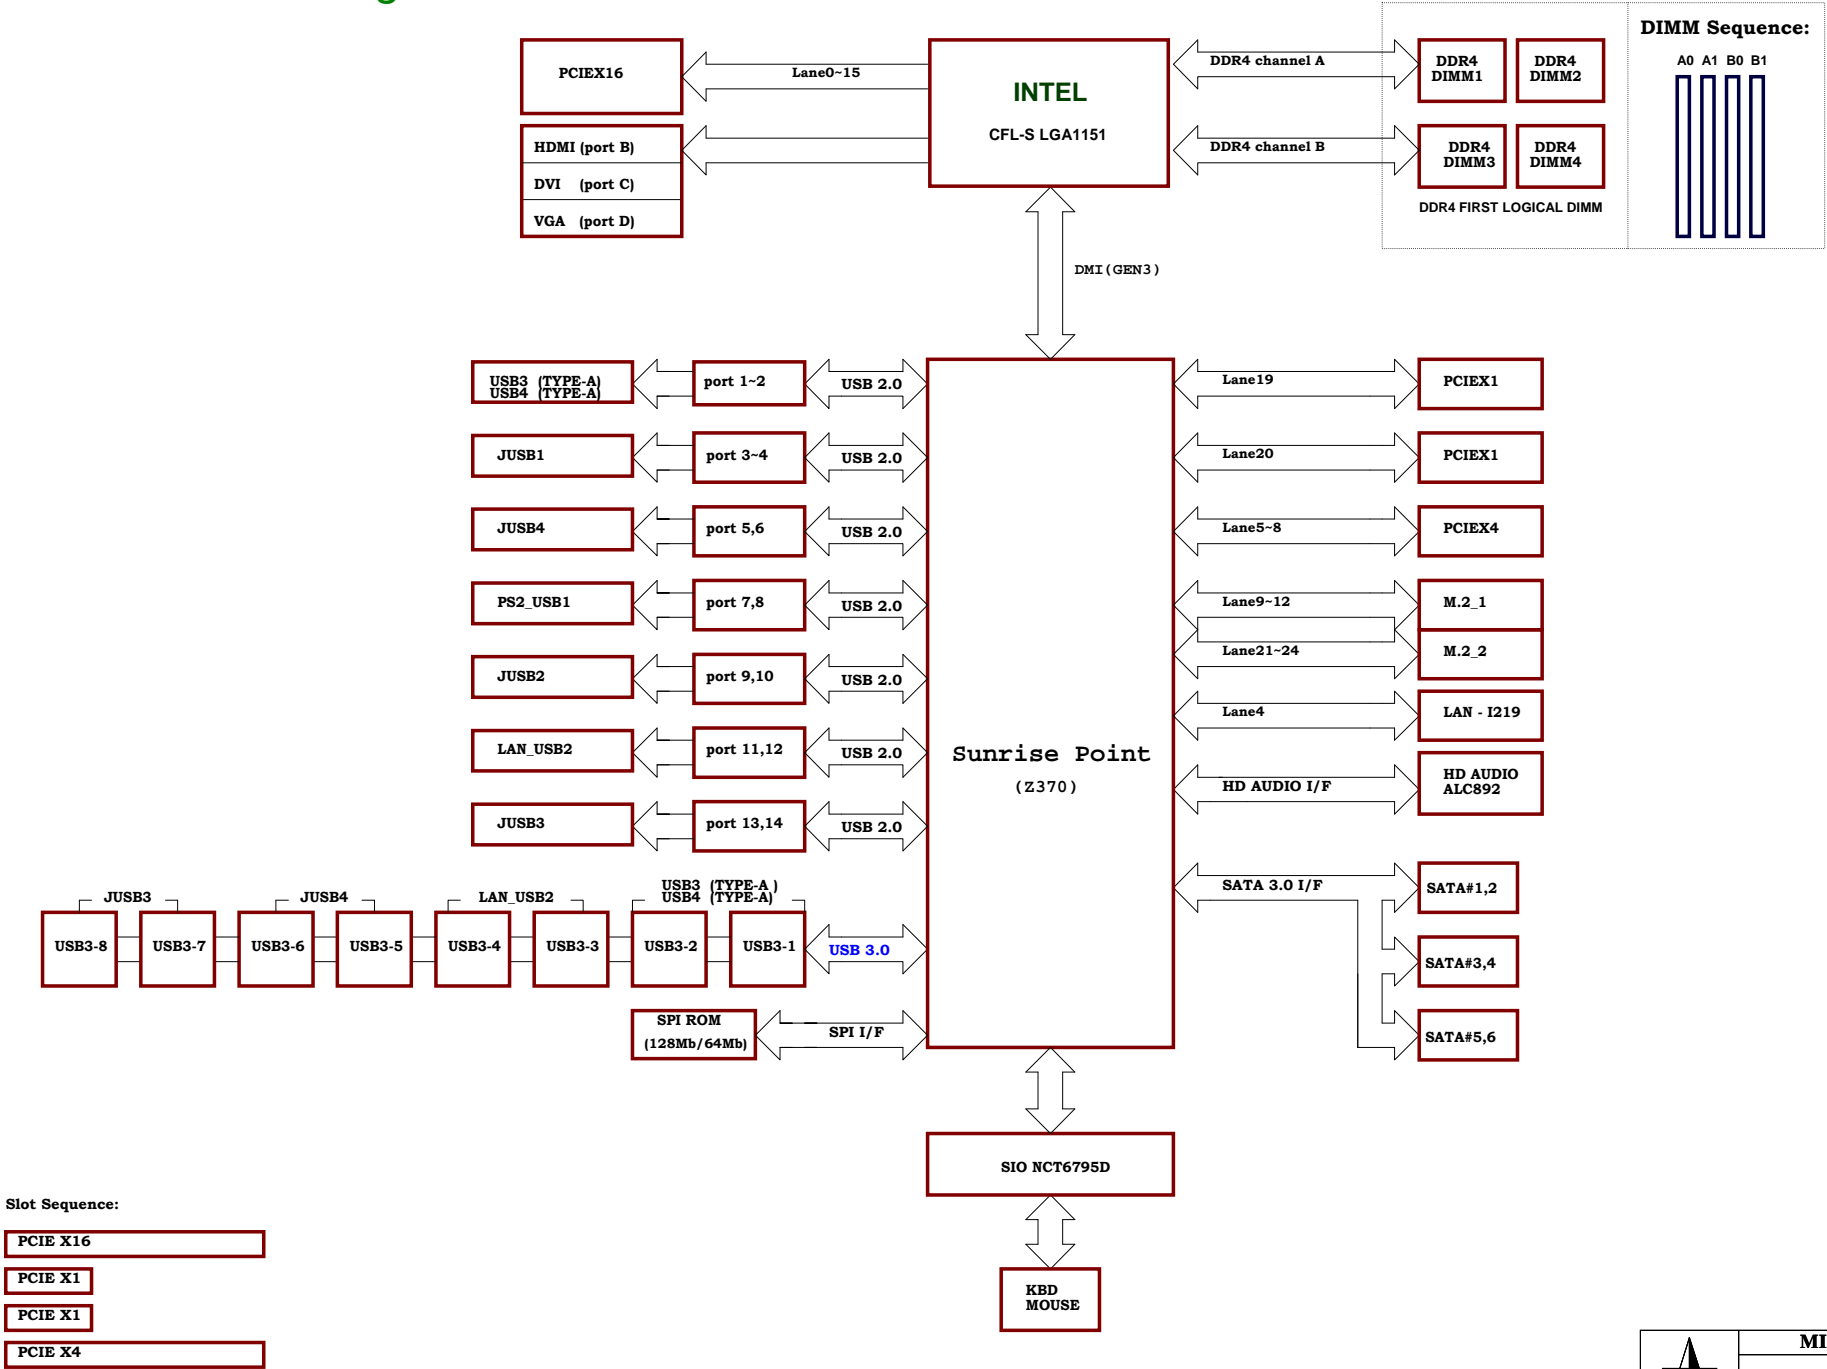 PCIEX16
Lane0~15
INTEL
CFL-S LGA1151
HDMI (port B)
DVI (port C)
VGA (port D)
DDR4 channel A
DDR4 channel B
DDR4 DIMM1
DDR4 DIMM2
DDR4 DIMM3
DDR4 DIMM4
DDR4 FIRST LOGICAL DIMM
DIMM Sequence:
A0 A1 B0 B1
DMI(GEN3)
USB3 (TYPE-A)
USB4 (TYPE-A)
port 1~2
USB 2.0
JUSB1
port 3~4
USB 2.0
JUSB4
port 5,6
USB 2.0
PS2_USB1
port 7,8
USB 2.0
JUSB2
port 9,10
USB 2.0
LAN_USB2
port 11,12
USB 2.0
JUSB3
port 13,14
USB 2.0
Sunrise Point
(Z370)
Lane19
PCIEX1
Lane20
PCIEX1
Lane5~8
PCIEX4
Lane9~12
M.2_1
Lane21~24
M.2_2
Lane4
LAN - I219
HD AUDIO I/F
HD AUDIO
ALC892
SATA 3.0 I/F
SATA#1,2
SATA#3,4
SATA#5,6
JUSB3
JUSB4
LAN_USB2
USB3 (TYPE-A )
USB4 (TYPE-A)
USB3-8
USB3-7
USB3-6
USB3-5
USB3-4
USB3-3
USB3-2
USB3-1
USB 3.0
SPI ROM
(128Mb/64Mb)
SPI I/F
SIO NCT6795D
KBD
MOUSE
Slot Sequence:
PCIE X16
PCIE X1
PCIE X1
PCIE X4